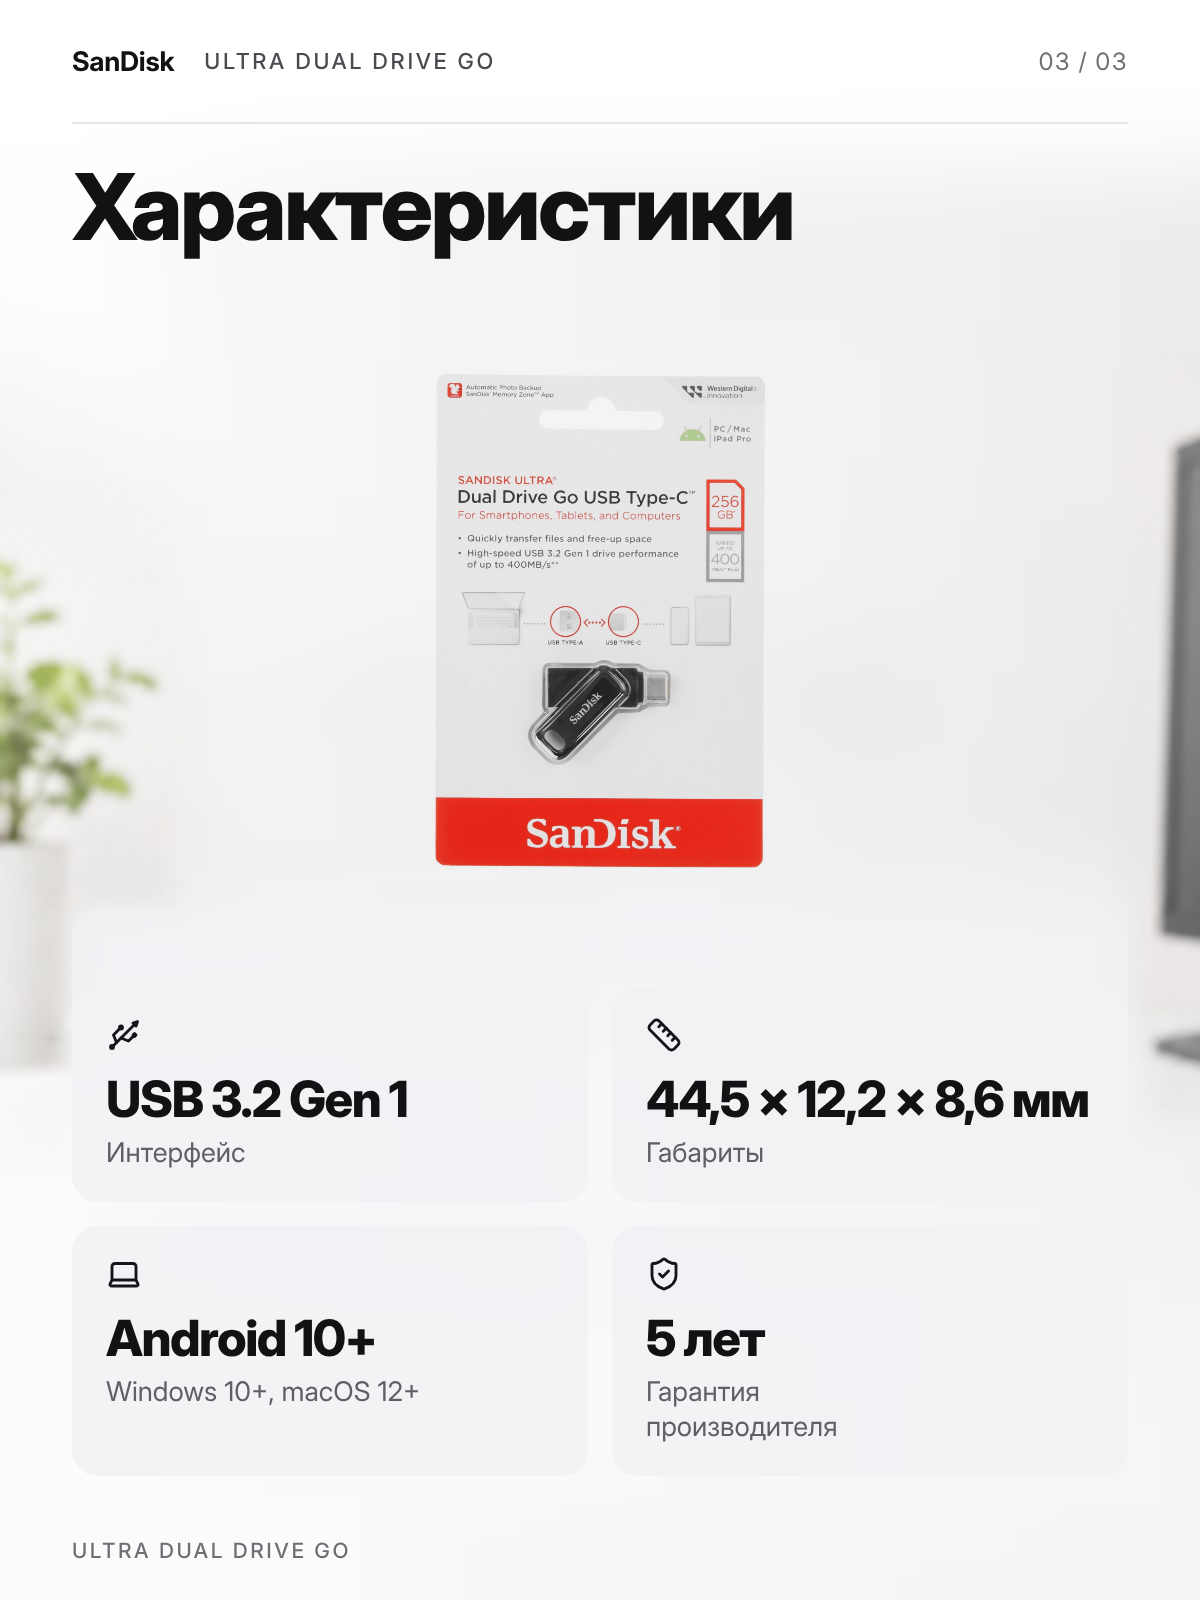 SanDisk ULTRA DUAL DRIVE GO 03 / 03
Характеристики
Automatic Photo Backup
SanDisk Memory Zone™ App
Western Digital®
Innovation
PC / Mac
iPad Pro
SANDISK ULTRA®
Dual Drive Go USB Type-C™
For Smartphones, Tablets, and Computers
256
GB*
• Quickly transfer files and free-up space
• High-speed USB 3.2 Gen 1 drive performance
of up to 400MB/s**
SPEED
UP TO
400
USB TYPE-A
USB TYPE-C
SanDisk
SanDisk®
USB 3.2 Gen 1
Интерфейс
44,5 × 12,2 × 8,6 мм
Габариты
Android 10+
Windows 10+, macOS 12+
5 лет
Гарантия
производителя
ULTRA DUAL DRIVE GO